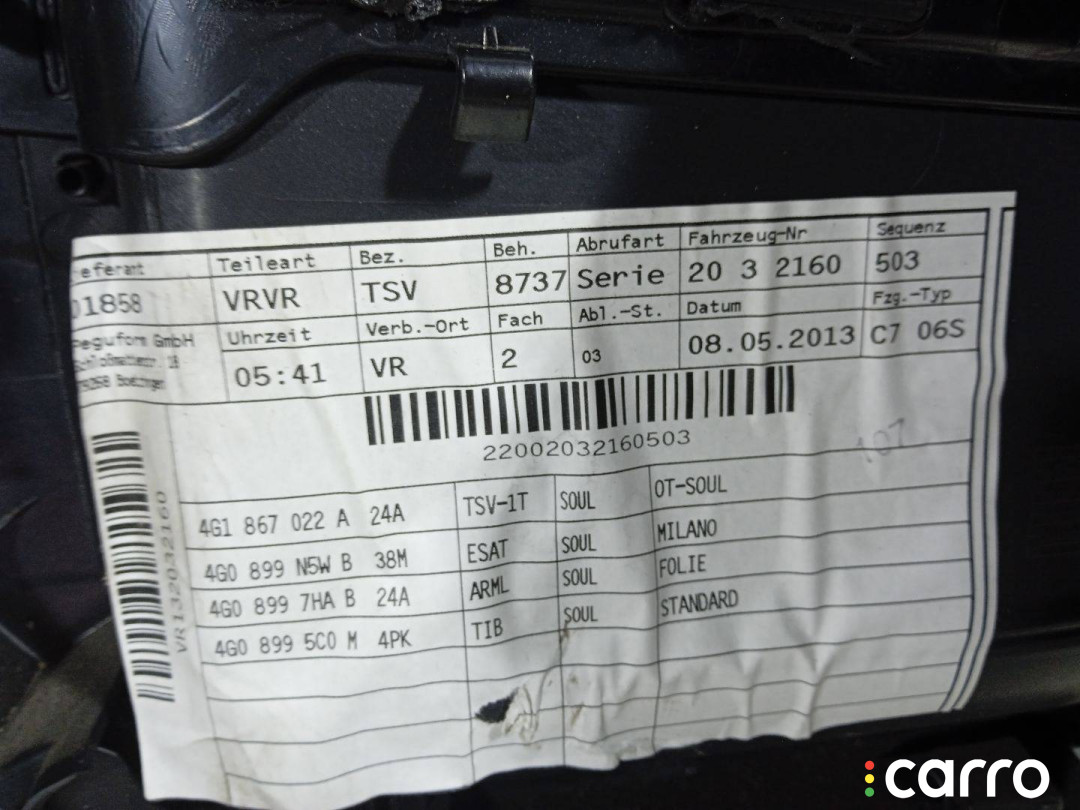 Teileart Bez. Beh. Abrufart Fahrzeug-Nr Sequenz
01858 VRVR TSV 8737 Serie 20 3 2160 503
Uhrzeit Verb.-Ort Fach Abl.-St. Datum Fzg.-Typ
05:41 VR 2 03 08.05.2013 C7 06S
Peguform GmbH
22002032160503
107
VR132032160
4G1 867 022 A 24A TSV-1T SOUL OT-SOUL
4G0 899 N5W B 38M ESAT SOUL MILANO
4G0 899 7HA B 24A ARML SOUL FOLIE
4G0 899 5C0 M 4PK TIB SOUL STANDARD
carro